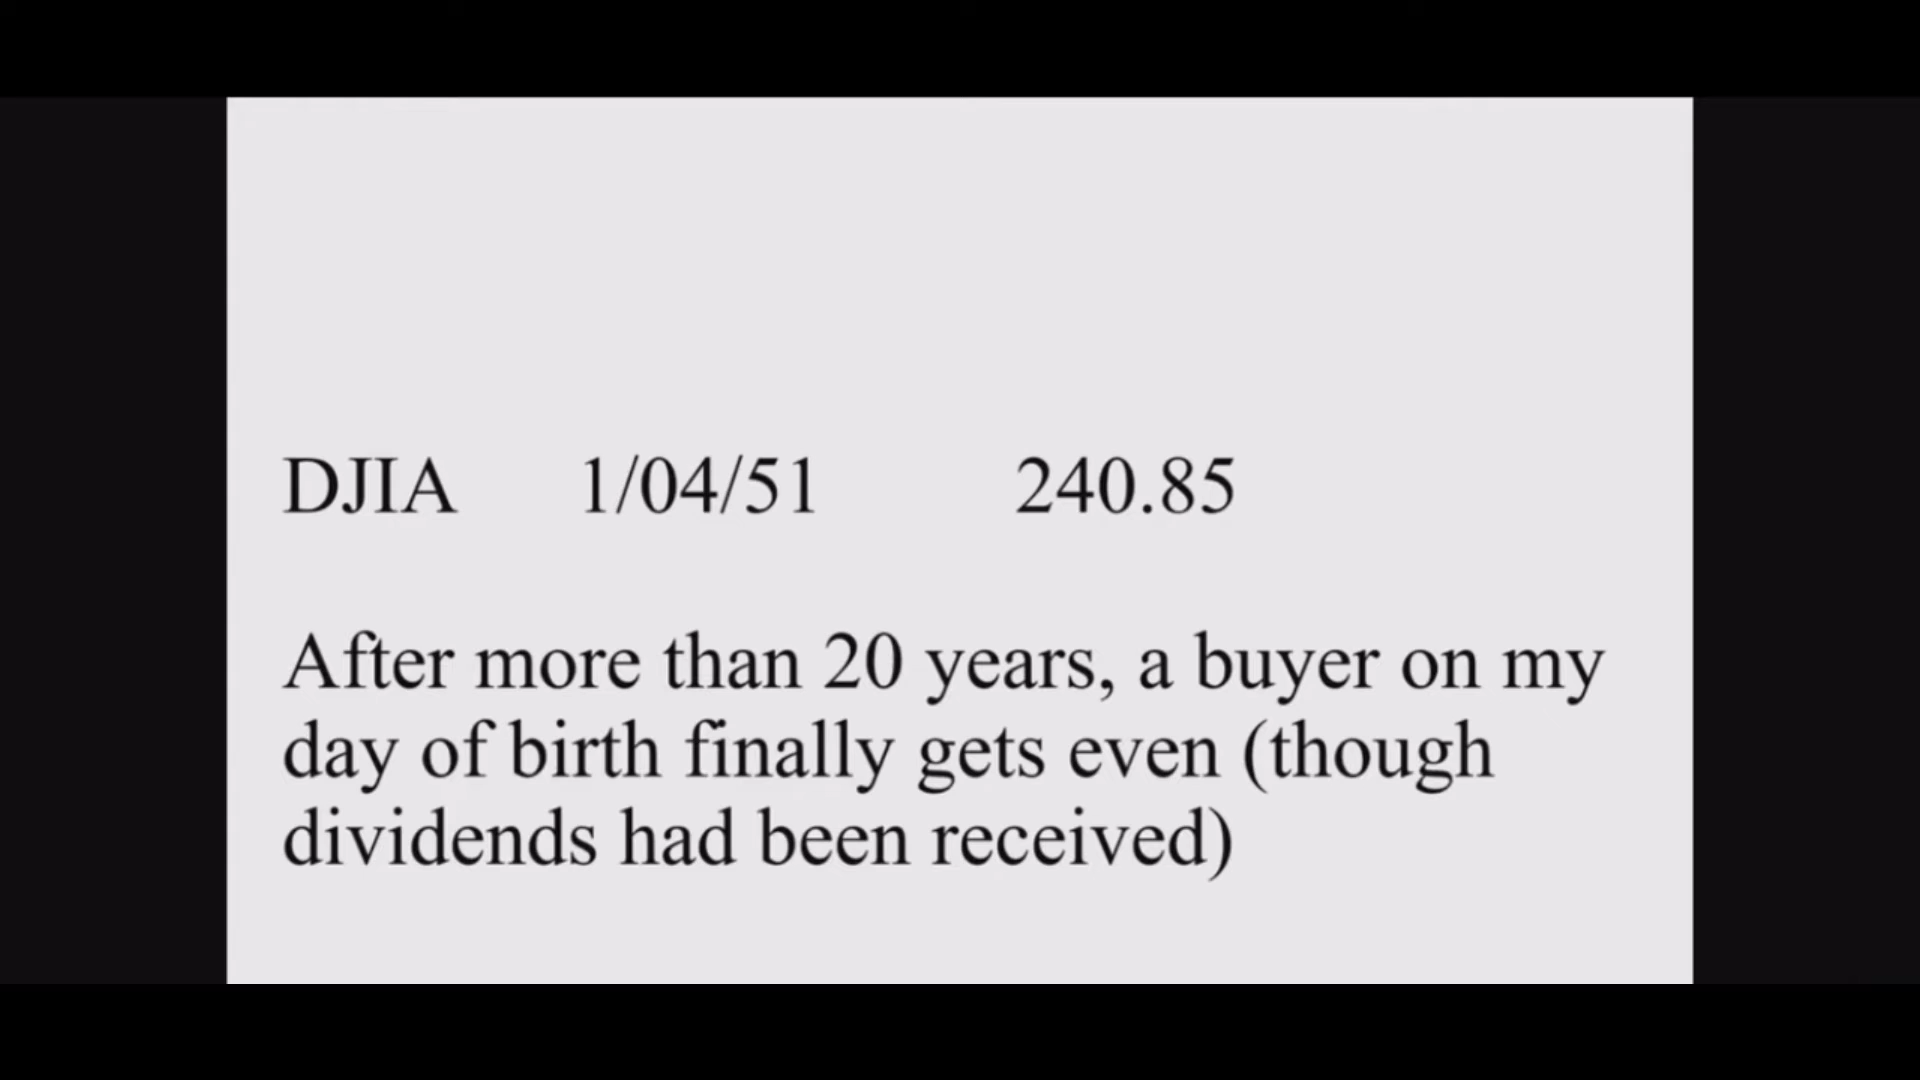 DJIA 1/04/51 240.85
After more than 20 years, a buyer on my
day of birth finally gets even (though
dividends had been received)